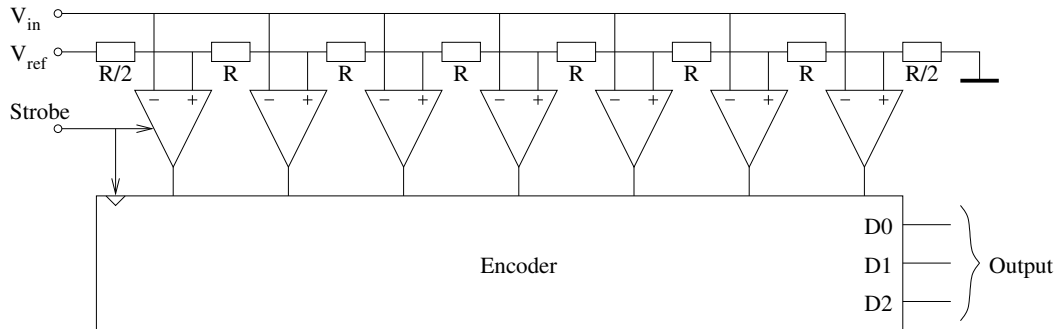 V_in
V_ref
R/2 R R R R R R R/2
Strobe
− + − + − + − + − + − + − +
D0
Encoder D1 Output
D2